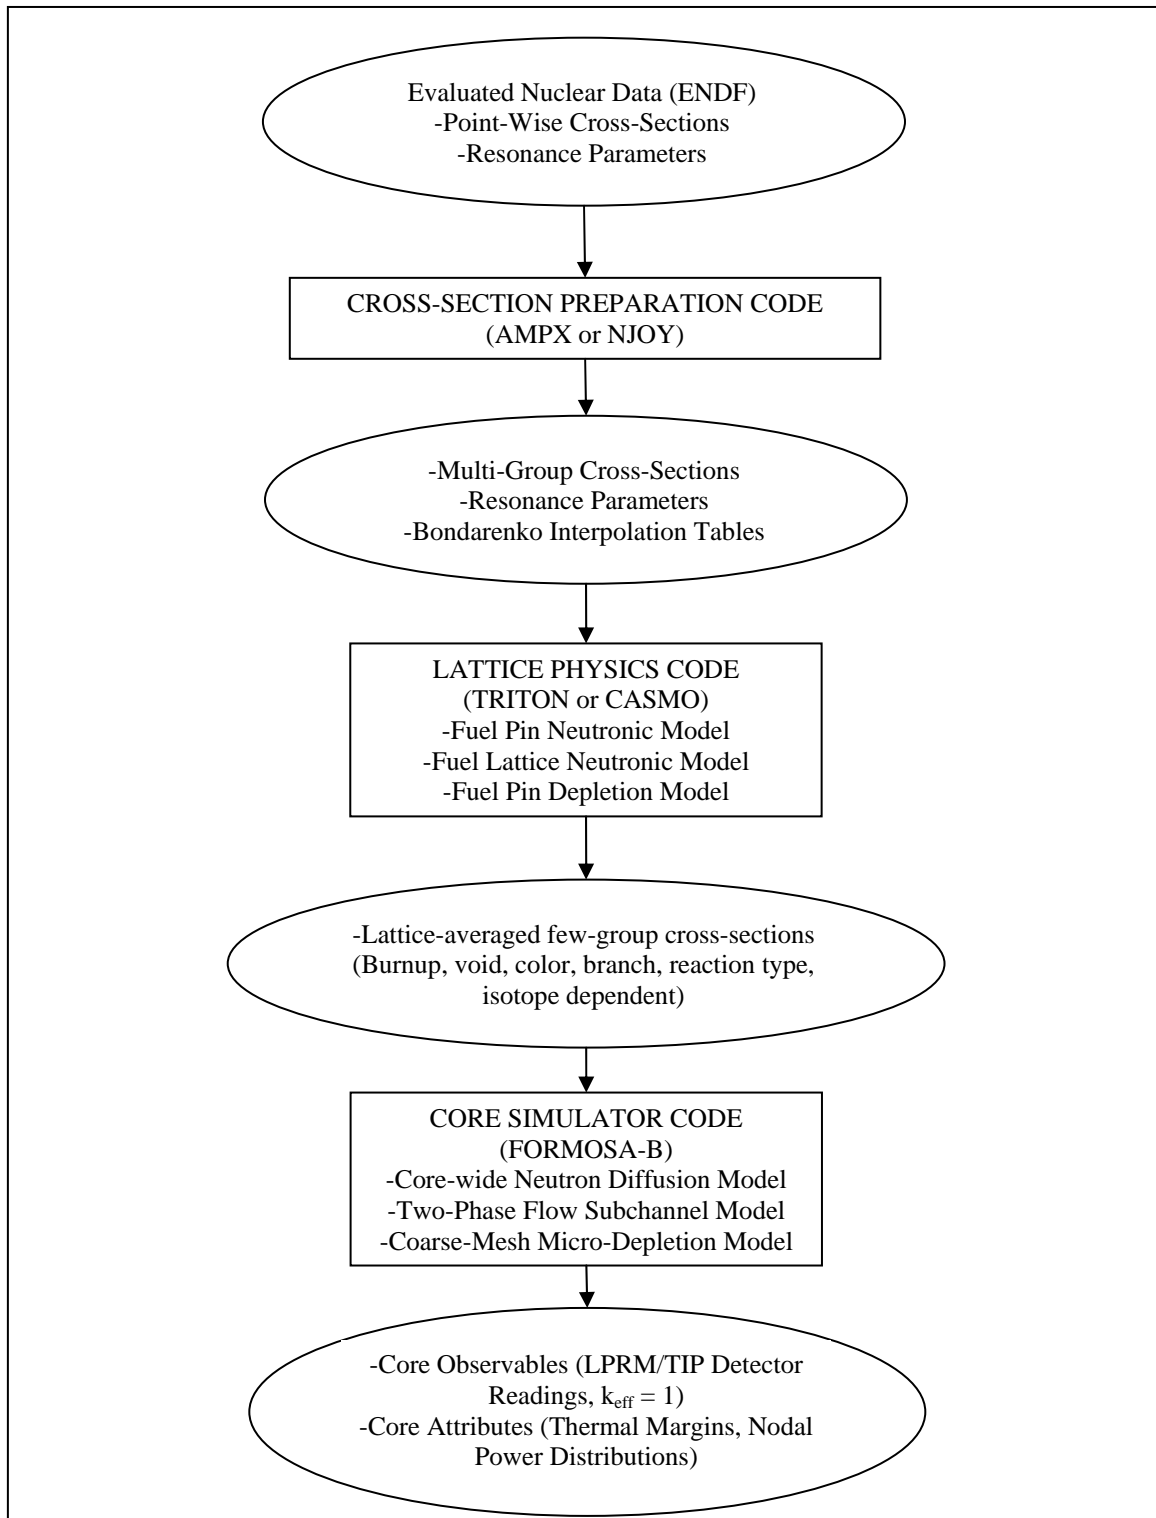 Evaluated Nuclear Data (ENDF)
-Point-Wise Cross-Sections
-Resonance Parameters
CROSS-SECTION PREPARATION CODE
(AMPX or NJOY)
-Multi-Group Cross-Sections
-Resonance Parameters
-Bondarenko Interpolation Tables
LATTICE PHYSICS CODE
(TRITON or CASMO)
-Fuel Pin Neutronic Model
-Fuel Lattice Neutronic Model
-Fuel Pin Depletion Model
-Lattice-averaged few-group cross-sections
(Burnup, void, color, branch, reaction type,
isotope dependent)
CORE SIMULATOR CODE
(FORMOSA-B)
-Core-wide Neutron Diffusion Model
-Two-Phase Flow Subchannel Model
-Coarse-Mesh Micro-Depletion Model
-Core Observables (LPRM/TIP Detector
Readings, keff = 1)
-Core Attributes (Thermal Margins, Nodal
Power Distributions)